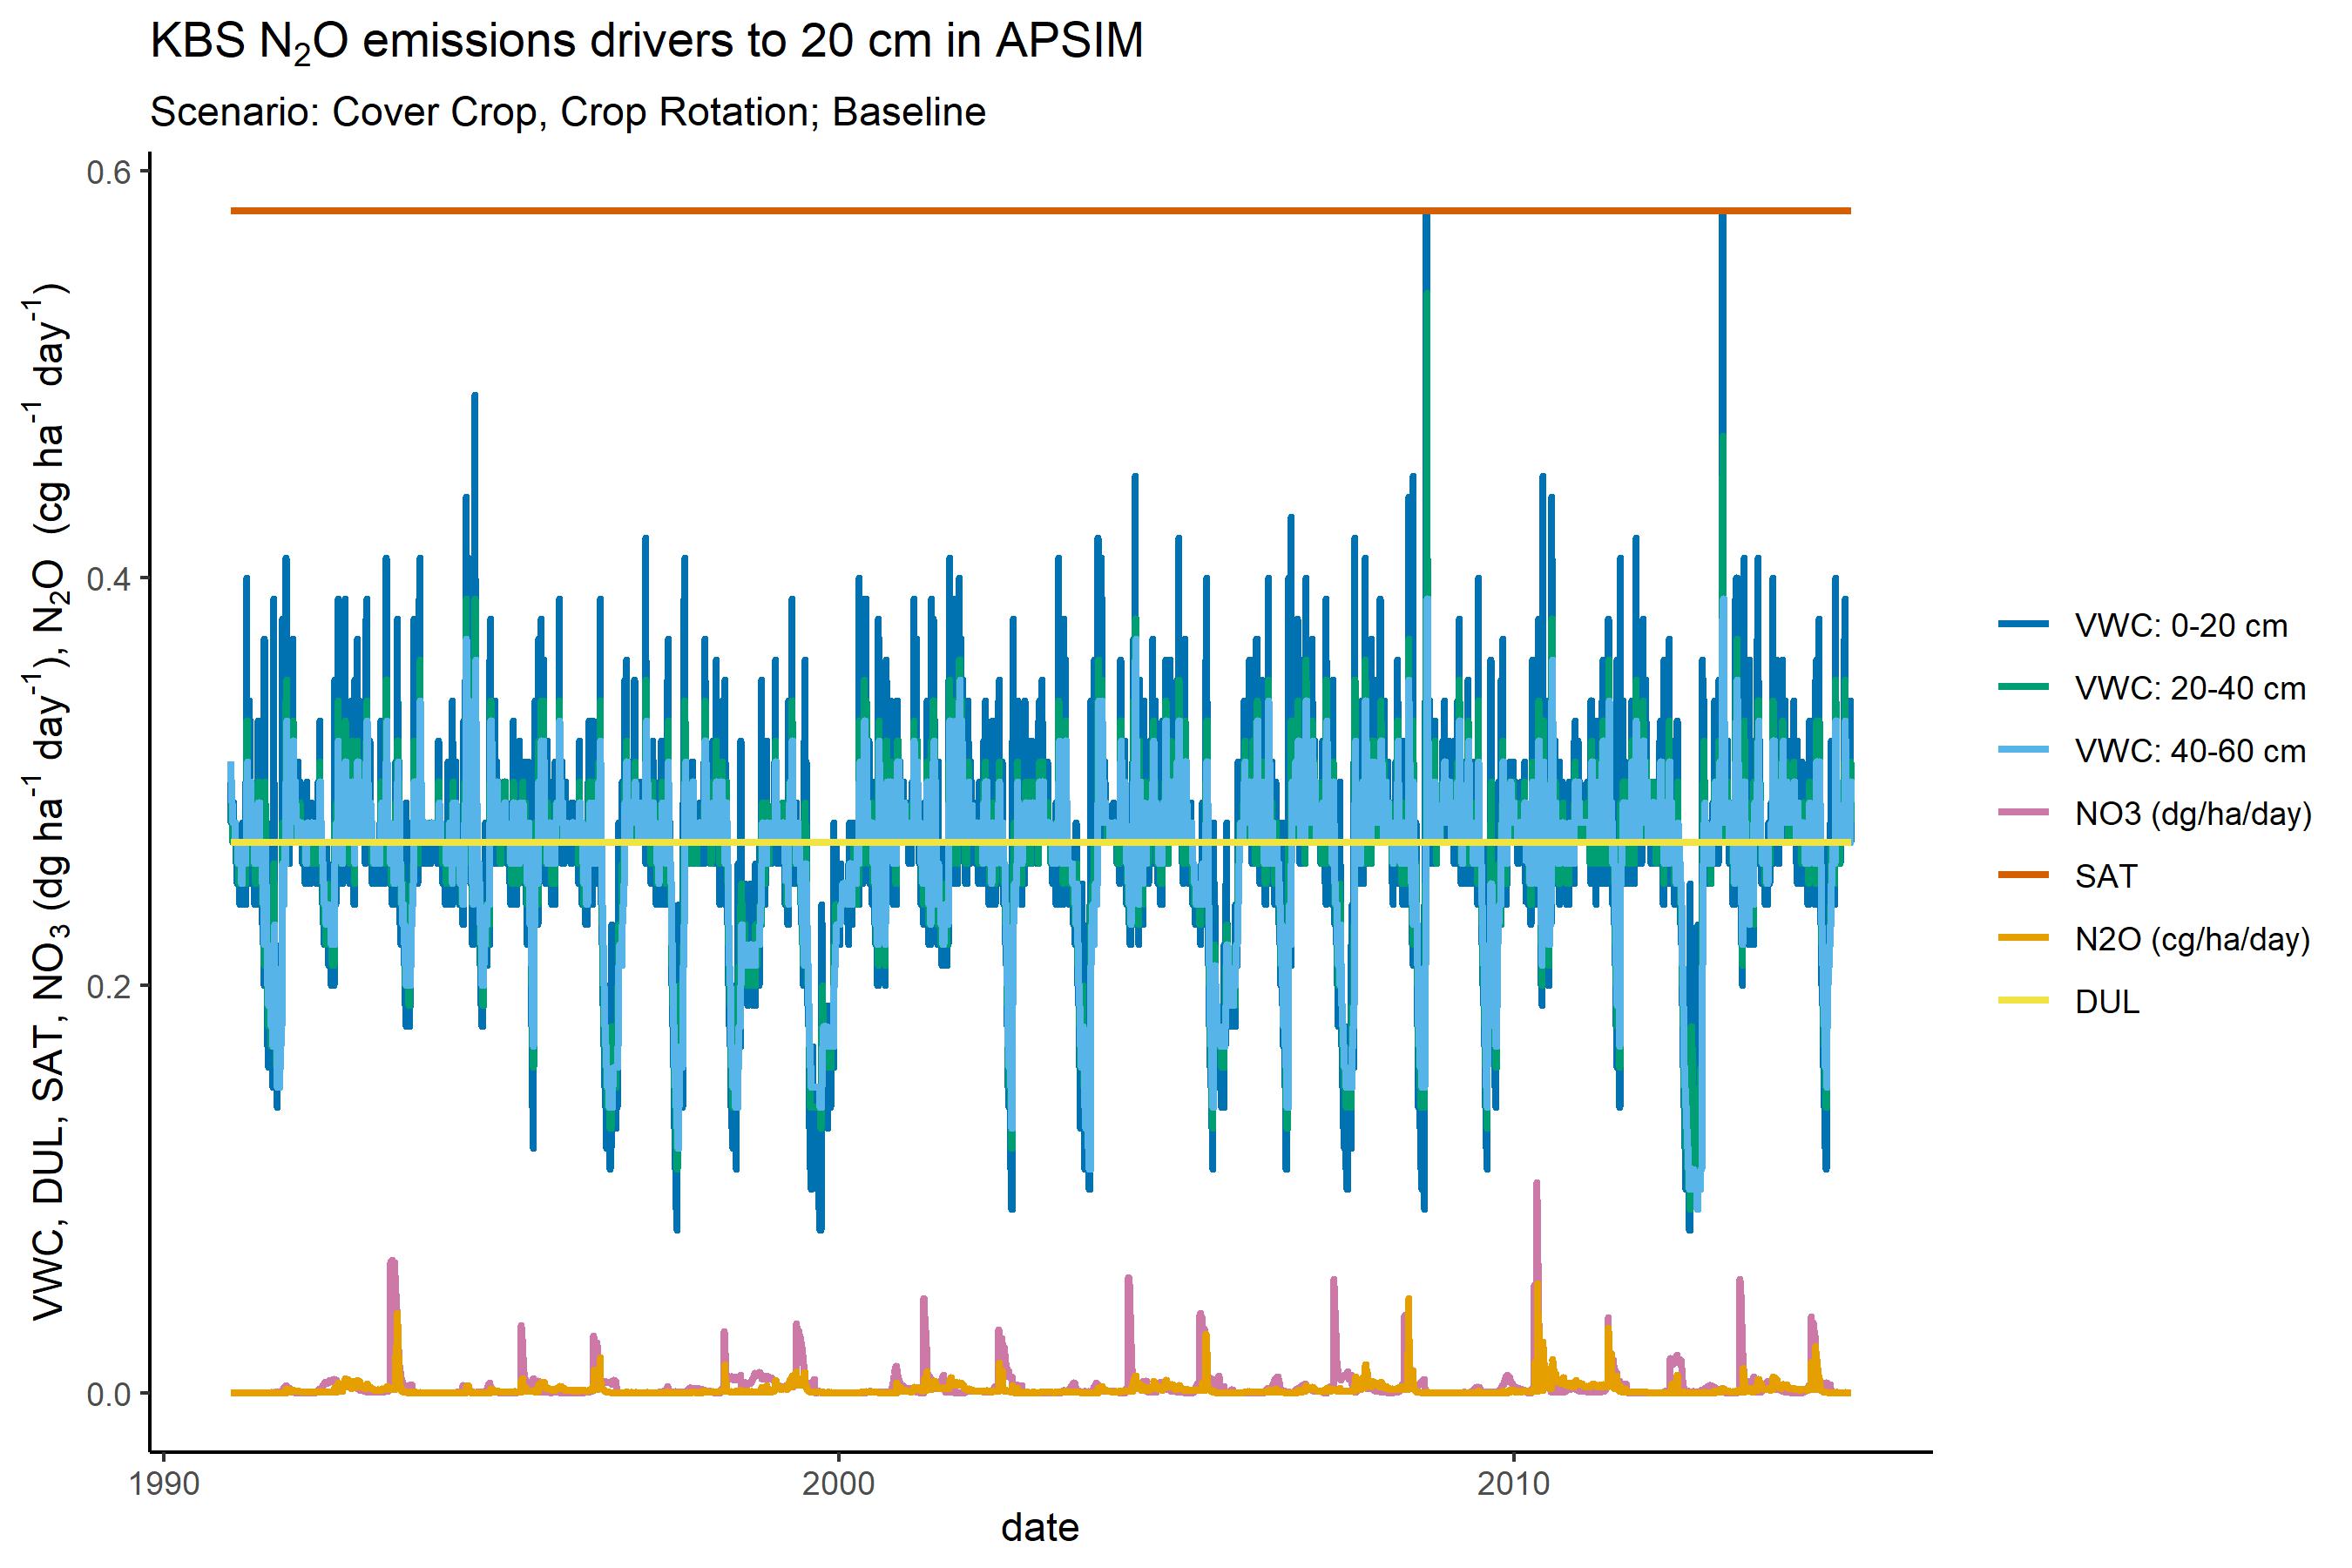 KBS N₂O emissions drivers to 20 cm in APSIM
Scenario: Cover Crop, Crop Rotation; Baseline
VWC, DUL, SAT, NO₃ (dg ha⁻¹ day⁻¹), N₂O (cg ha⁻¹ day⁻¹)
0.6
0.4
0.2
0.0
1990 2000 2010
date
VWC: 0-20 cm
VWC: 20-40 cm
VWC: 40-60 cm
NO3 (dg/ha/day)
SAT
N2O (cg/ha/day)
DUL